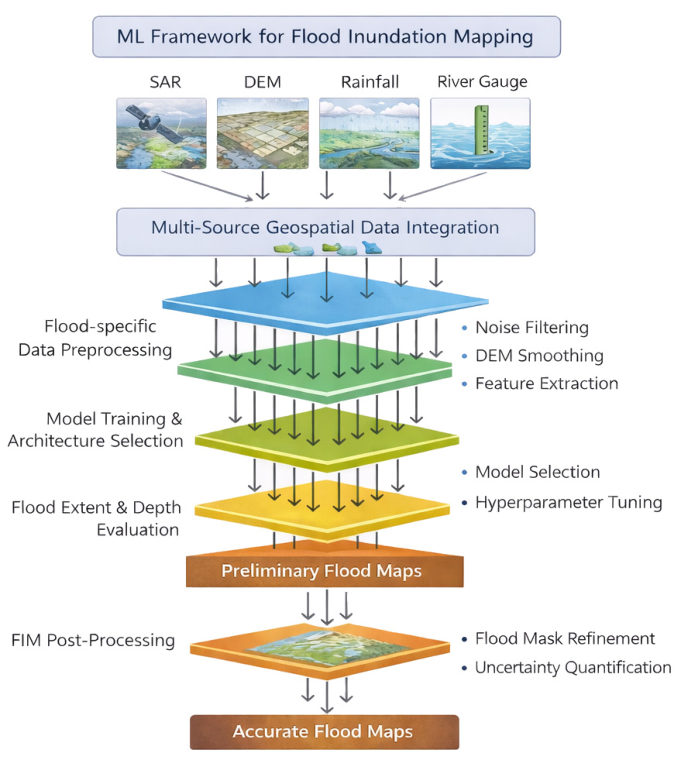 ML Framework for Flood Inundation Mapping
SAR
DEM
Rainfall
River Gauge
Multi-Source Geospatial Data Integration
Flood-specific
Data Preprocessing
• Noise Filtering
• DEM Smoothing
• Feature Extraction
Model Training &
Architecture Selection
• Model Selection
• Hyperparameter Tuning
Flood Extent & Depth
Evaluation
Preliminary Flood Maps
FIM Post-Processing
• Flood Mask Refinement
• Uncertainty Quantification
Accurate Flood Maps